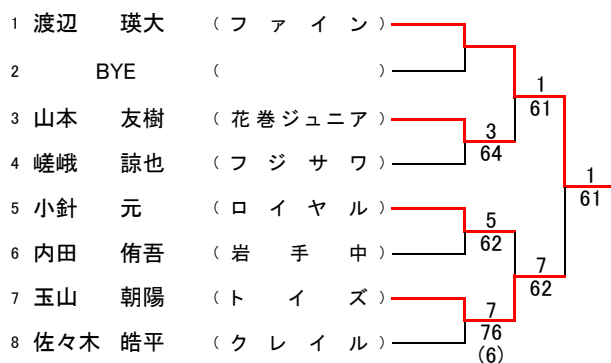 1 渡辺 瑛大 (ファイン)
2 BYE ( )
3 山本 友樹 (花巻ジュニア)
4 嵯峨 諒也 (フジサワ)
5 小針 元 (ロイヤル)
6 内田 侑吾 (岩手中)
7 玉山 朝陽 (トイズ)
8 佐々木 皓平 (クレイル)
3
64
5
62
7
76
(6)
1
61
7
62
1
61